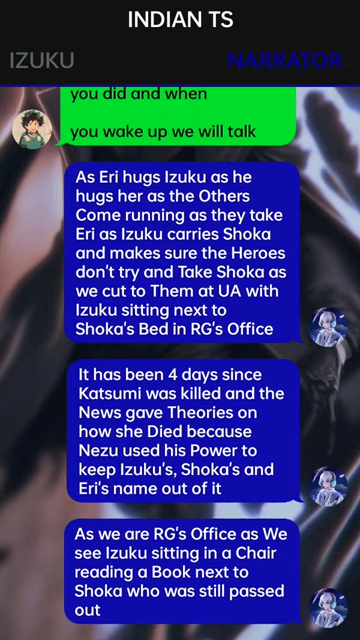 INDIAN TS
IZUKU
NARRATOR
you did and when
you wake up we will talk
As Eri hugs Izuku as he
hugs her as the Others
Come running as they take
Eri as Izuku carries Shoka
and makes sure the Heroes
don't try and Take Shoka as
we cut to Them at UA with
Izuku sitting next to
Shoka's Bed in RG's Office
It has been 4 days since
Katsumi was killed and the
News gave Theories on
how she Died because
Nezu used his Power to
keep Izuku's, Shoka's and
Eri's name out of it
As we are RG's Office as We
see Izuku sitting in a Chair
reading a Book next to
Shoka who was still passed
out